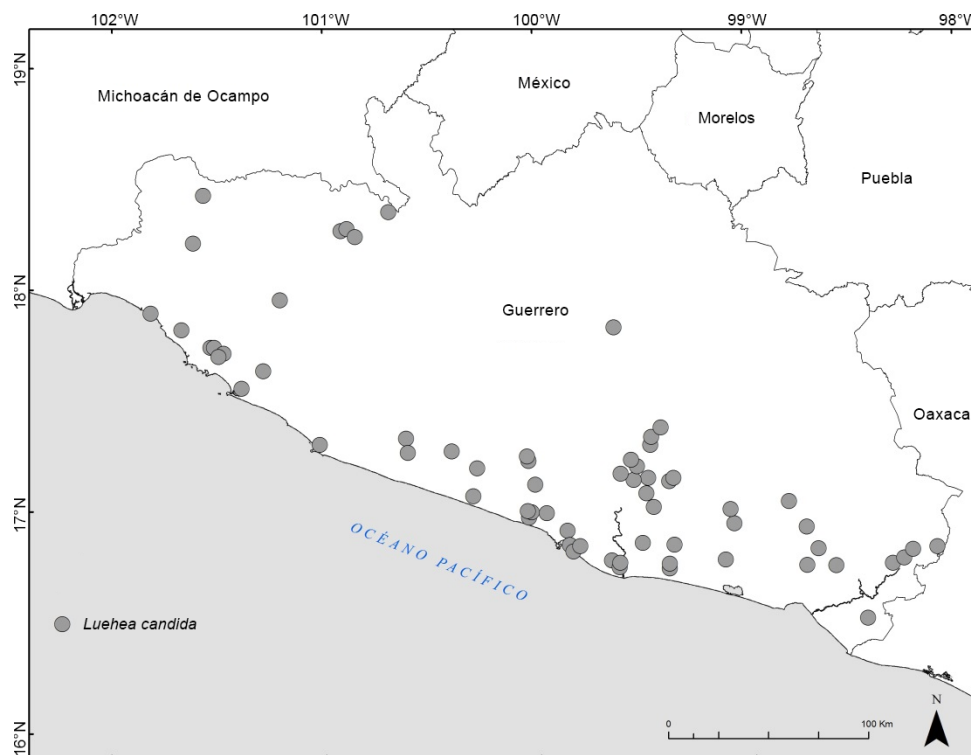 102°W 101°W 100°W 99°W 98°W
19°N
México
Michoacán de Ocampo
Morelos
Puebla
18°N
Guerrero
Oaxaca
17°N
OCÉANO PACÍFICO
Luehea candida
N
0 100 Km
16°N